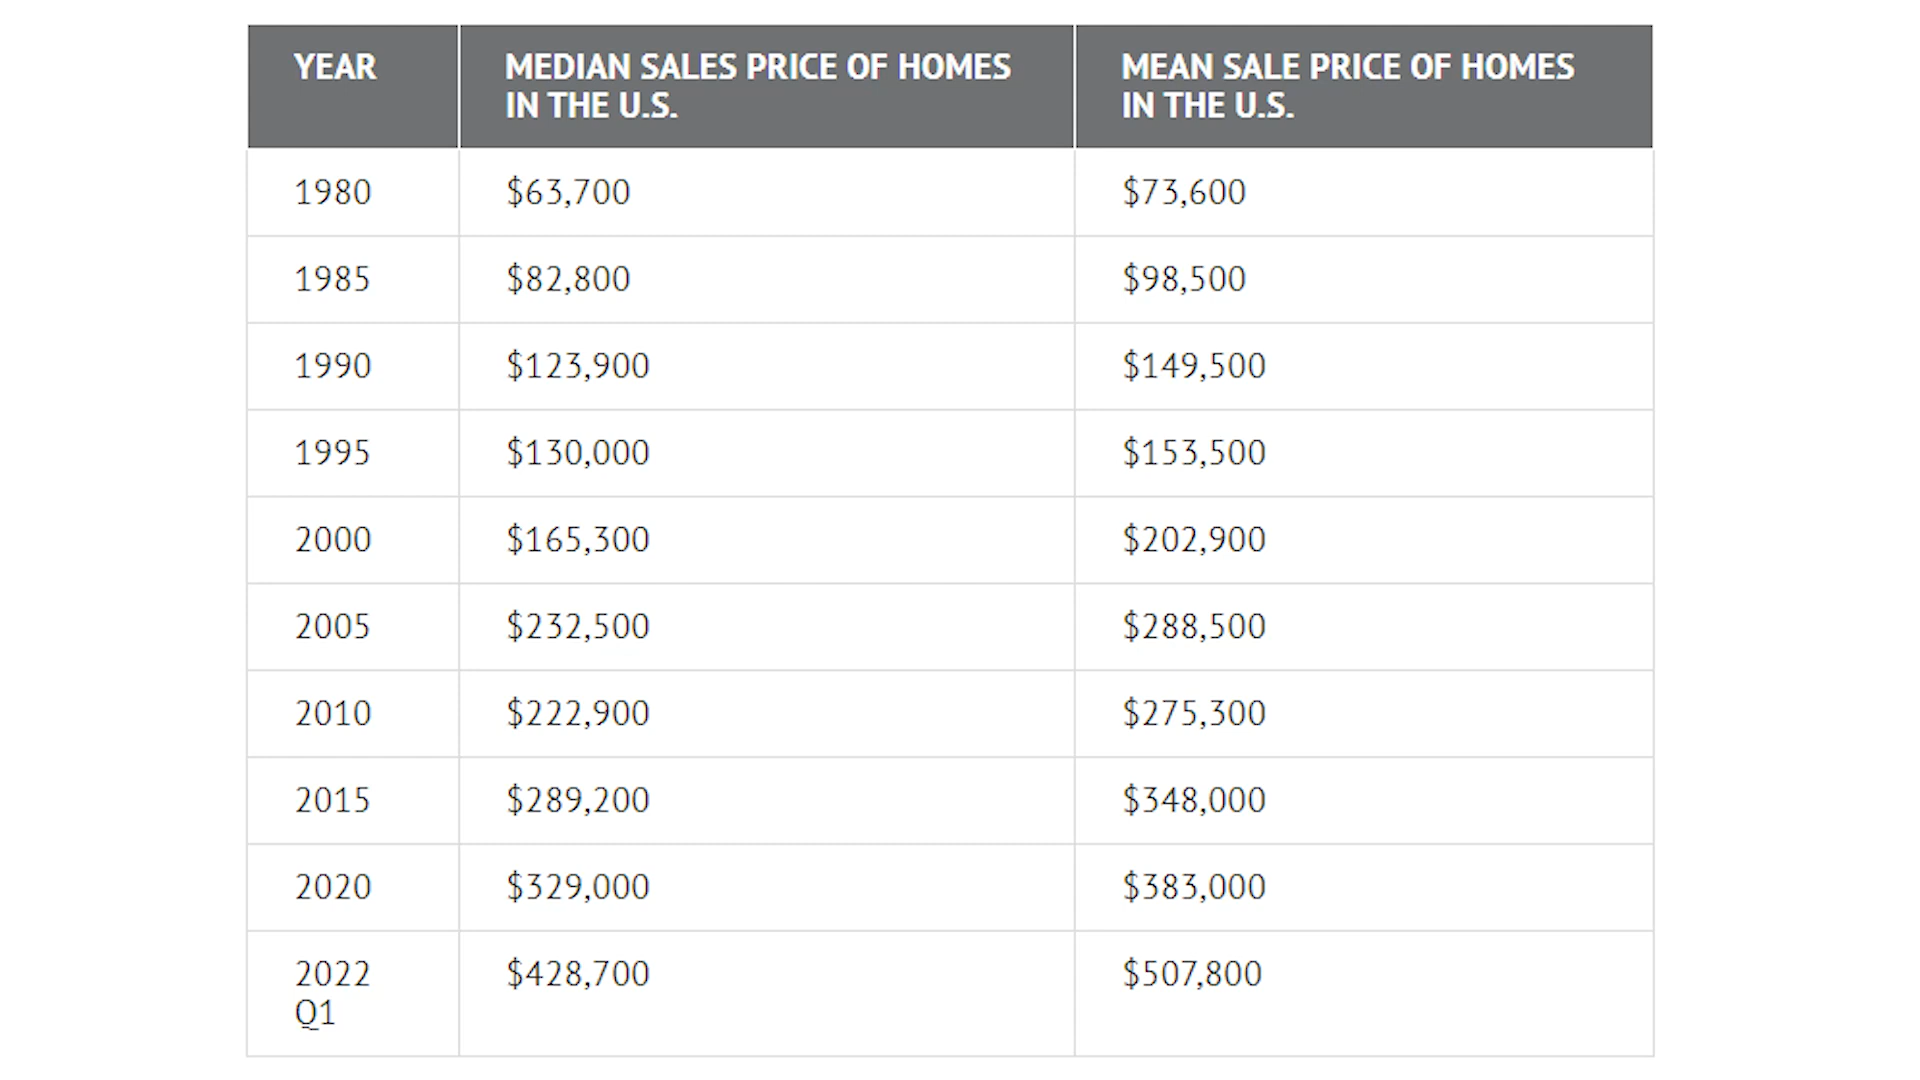 YEAR
MEDIAN SALES PRICE OF HOMES
IN THE U.S.
MEAN SALE PRICE OF HOMES
IN THE U.S.
1980 $63,700 $73,600
1985 $82,800 $98,500
1990 $123,900 $149,500
1995 $130,000 $153,500
2000 $165,300 $202,900
2005 $232,500 $288,500
2010 $222,900 $275,300
2015 $289,200 $348,000
2020 $329,000 $383,000
2022 $428,700 $507,800
Q1